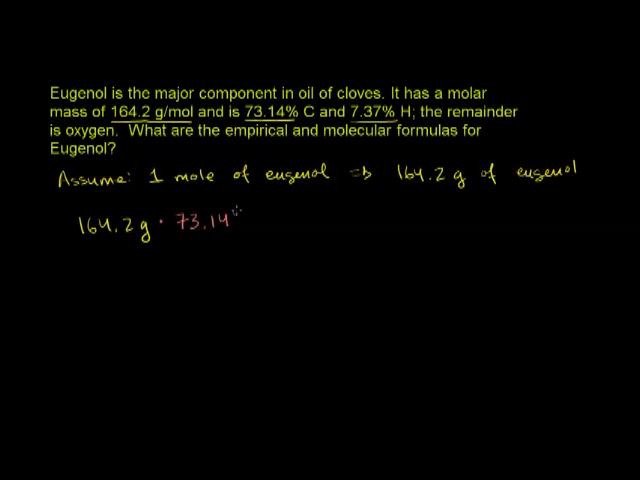 Eugenol is the major component in oil of cloves. It has a molar
mass of 164.2 g/mol and is 73.14% C and 7.37% H; the remainder
is oxygen. What are the empirical and molecular formulas for
Eugenol?
Assume: 1 mole of eugenol => 164.2 g of eugenol
164.2 g · 73.14